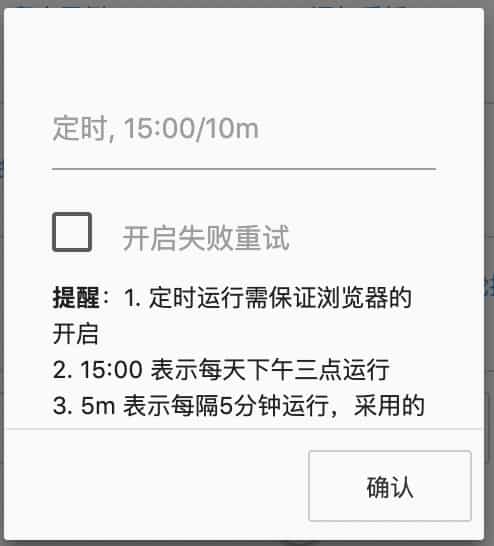 定时, 15:00/10m
开启失败重试
提醒：1. 定时运行需保证浏览器的
开启
2. 15:00 表示每天下午三点运行
3. 5m 表示每隔5分钟运行，采用的
确认